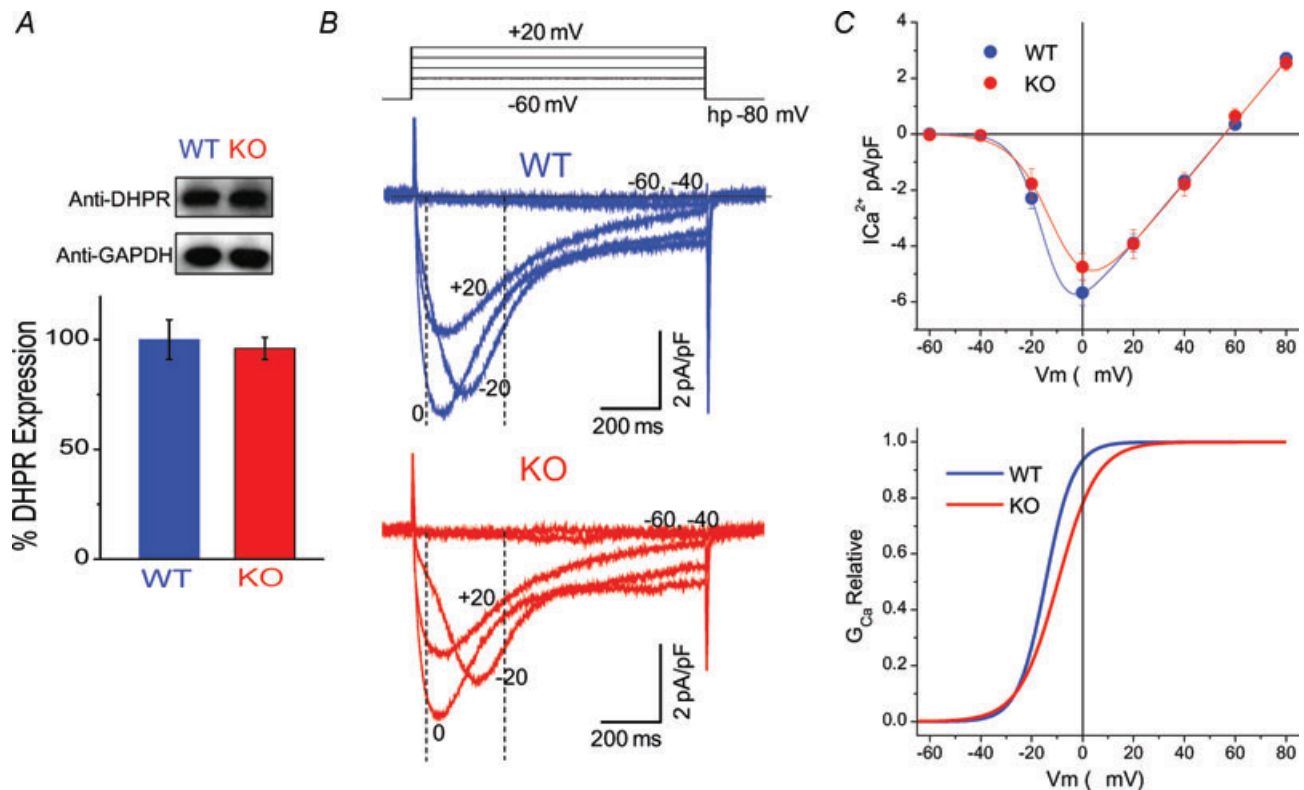 A
WT KO
Anti-DHPR
Anti-GAPDH
% DHPR Expression
100
50
0
WT
KO
B
+20 mV
-60 mV
hp -80 mV
WT
-60, -40
+20
-20
0
2 pA/pF
200 ms
KO
-60, -40
+20
-20
0
2 pA/pF
200 ms
C
WT
KO
ICa2+ pA/pF
2
0
-2
-4
-6
-60 -40 -20 0 20 40 60 80
Vm ( mV)
WT
KO
GCa Relative
1.0
0.8
0.6
0.4
0.2
0.0
-60 -40 -20 0 20 40 60 80
Vm ( mV)